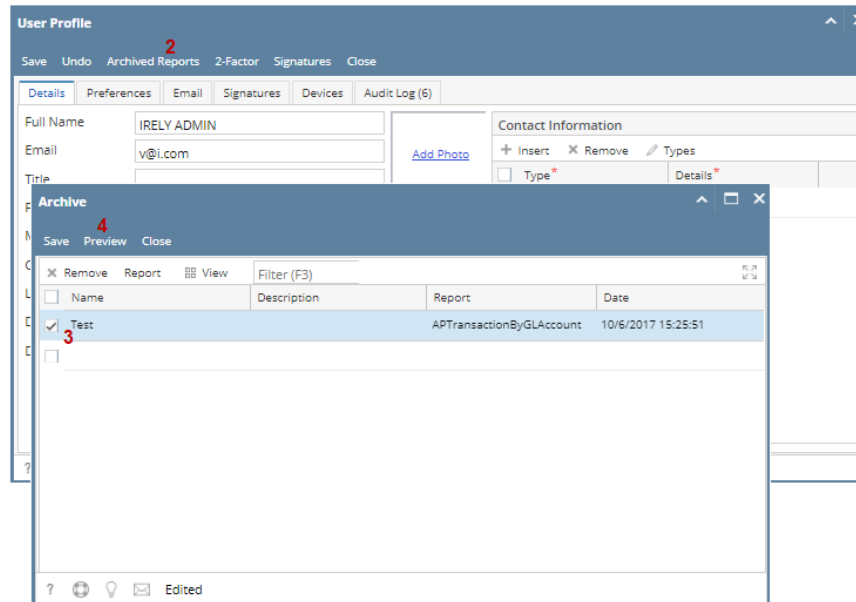 User Profile
2
Save Undo Archived Reports 2-Factor Signatures Close
Details Preferences Email Signatures Devices Audit Log (6)
Full Name IRELY ADMIN Contact Information
Email v@i.com Add Photo + Insert X Remove Types
Title Type* Details*
Archive
4
Save Preview Close
X Remove Report View Filter (F3)
Name Description Report Date
Test APTransactionByGLAccount 10/6/2017 15:25:51
3
? Edited